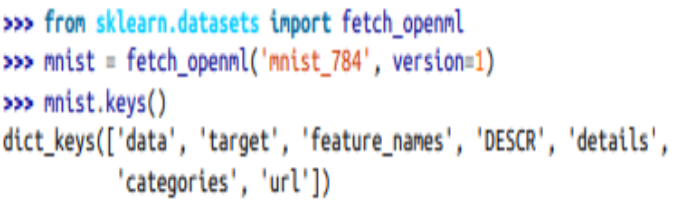 >>> from sklearn.datasets import fetch_openml
>>> mnist = fetch_openml('mnist_784', version=1)
>>> mnist.keys()
dict_keys(['data', 'target', 'feature_names', 'DESCR', 'details',
'categories', 'url'])